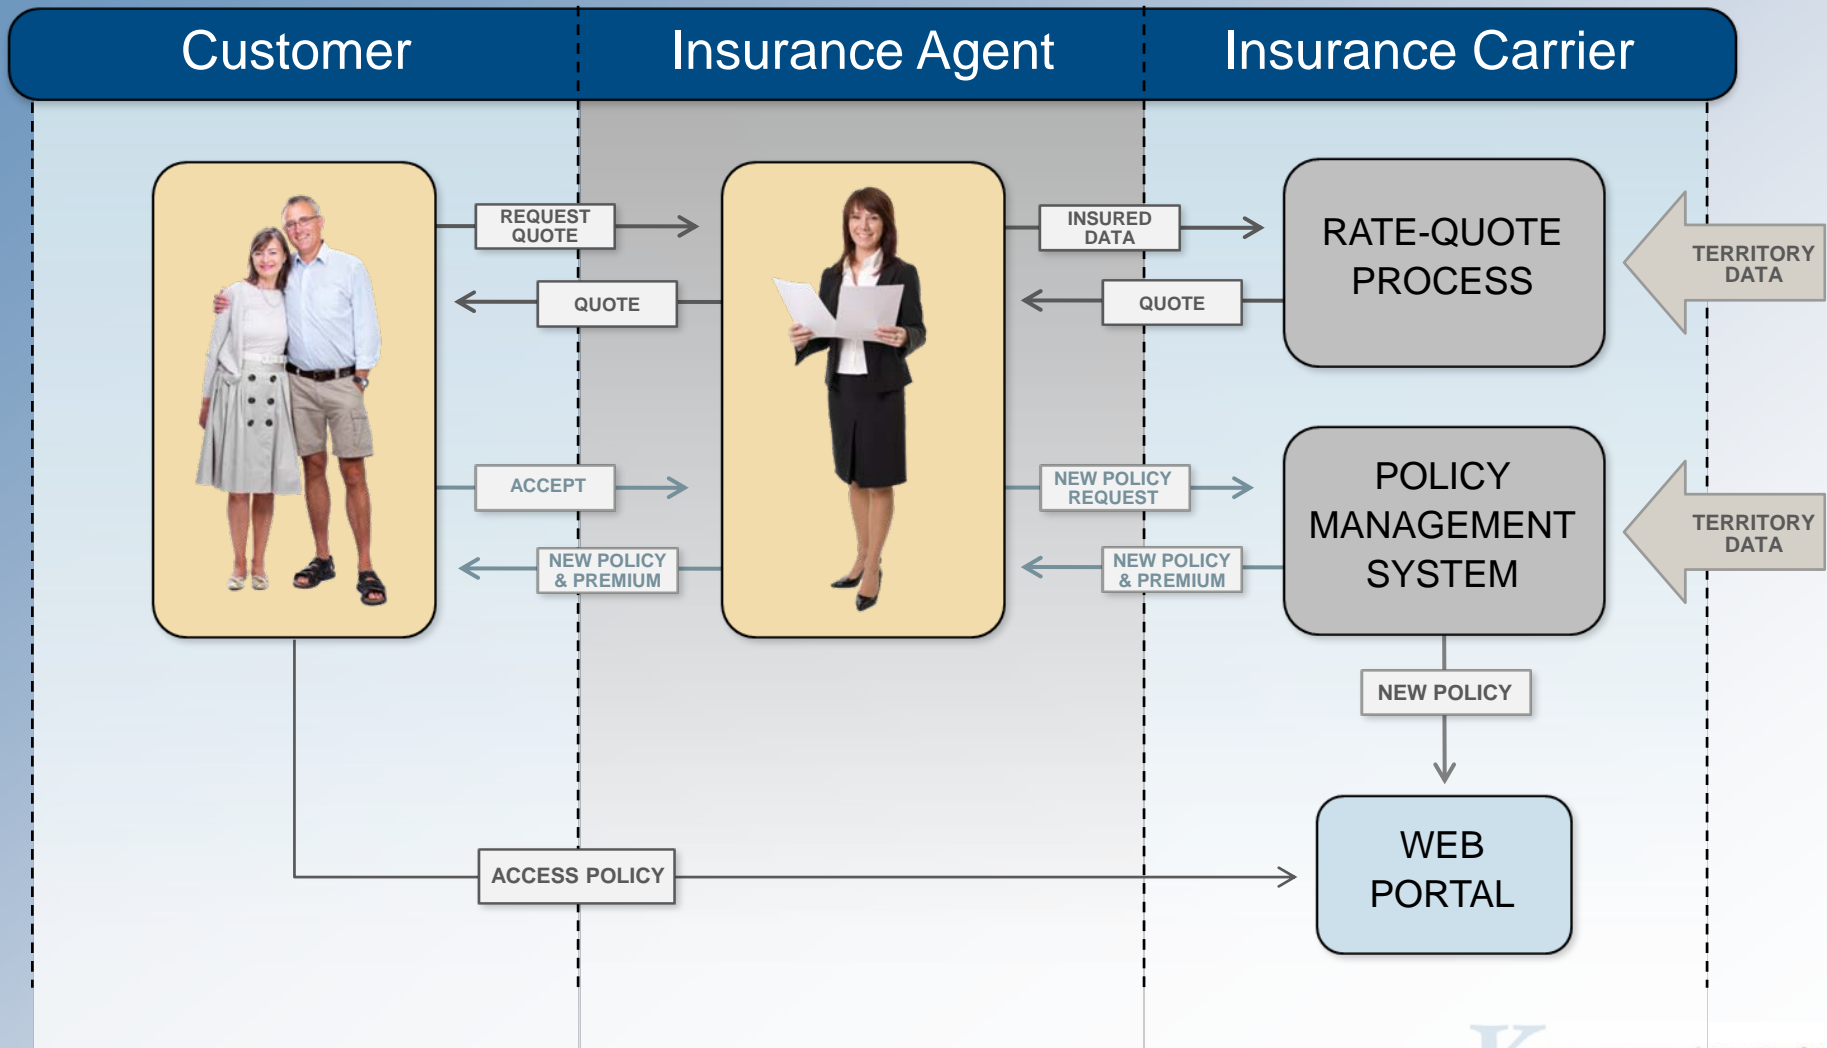 Customer
Insurance Agent
Insurance Carrier
REQUEST
QUOTE
INSURED
DATA
RATE-QUOTE
PROCESS
TERRITORY
DATA
QUOTE
QUOTE
ACCEPT
NEW POLICY
REQUEST
POLICY
MANAGEMENT
SYSTEM
TERRITORY
DATA
NEW POLICY
& PREMIUM
NEW POLICY
& PREMIUM
NEW POLICY
ACCESS POLICY
WEB
PORTAL